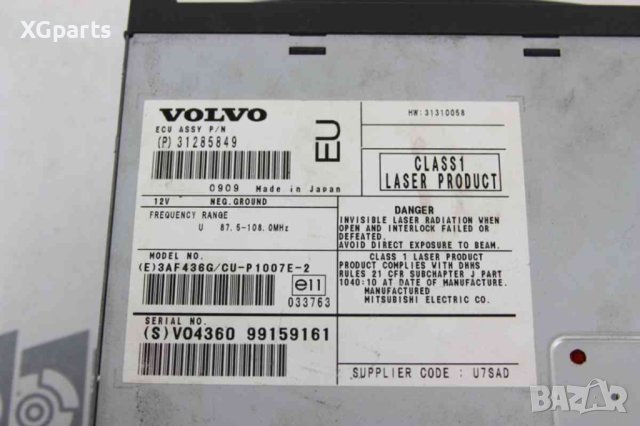 XGparts
VOLVO
ECU ASSY P/N
(P) 31285849
EU
0909 Made in Japan
12V NEG.GROUND
FREQUENCY RANGE
U 87.5-108.0MHz
MODEL NO.
(E)3AF436G/CU-P1007E-2
e11
033763
SERIAL NO.
(S)VO4360 99159161
HW:31310058
CLASS1
LASER PRODUCT
DANGER
INVISIBLE LASER RADIATION WHEN
OPEN AND INTERLOCK FAILED OR
DEFEATED.
AVOID DIRECT EXPOSURE TO BEAM.
CLASS 1 LASER PRODUCT
PRODUCT COMPLIES WITH DHHS
RULES 21 CFR SUBCHAPTER J PART
1040:10 AT DATE OF MANUFACTURE.
MANUFACTURED
MITSUBISHI ELECTRIC CO.
SUPPLIER CODE : U7SAD
BAZAR